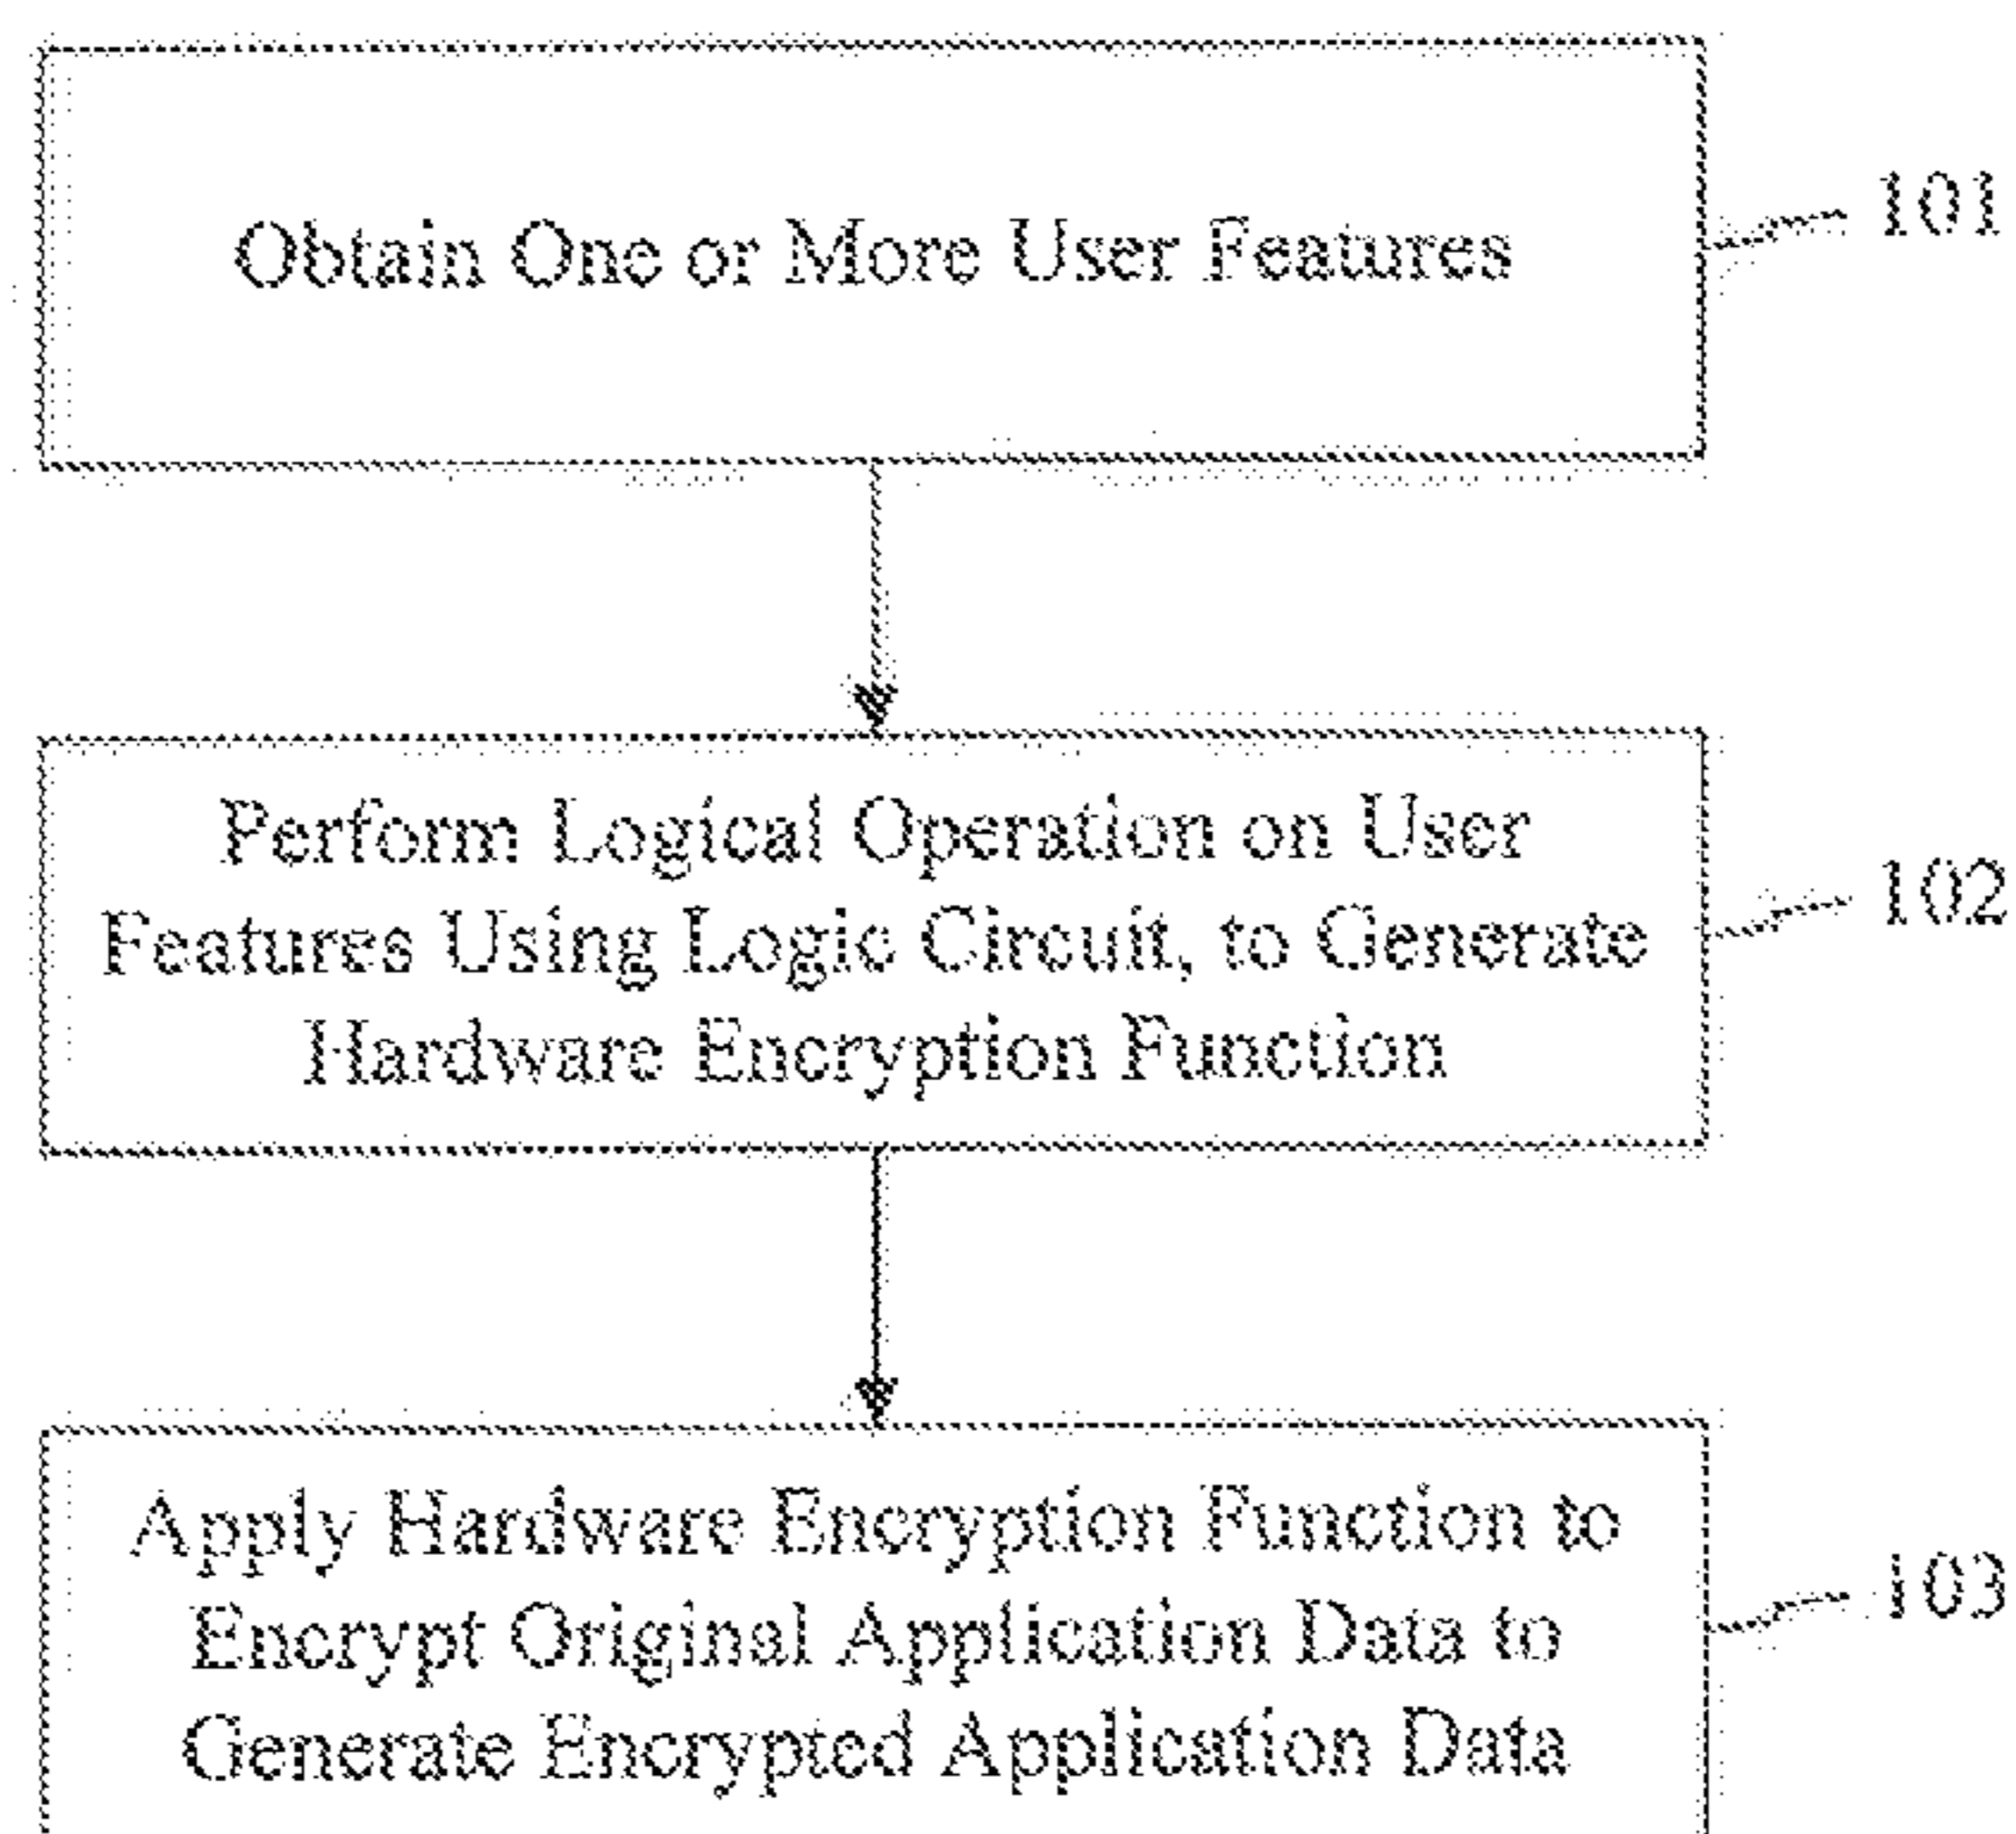 Obtain One or More User Features
101
Perform Logical Operation on User
Features Using Logic Circuit, to Generate
Hardware Encryption Function
102
Apply Hardware Encryption Function to
Encrypt Original Application Data to
Generate Encrypted Application Data
103